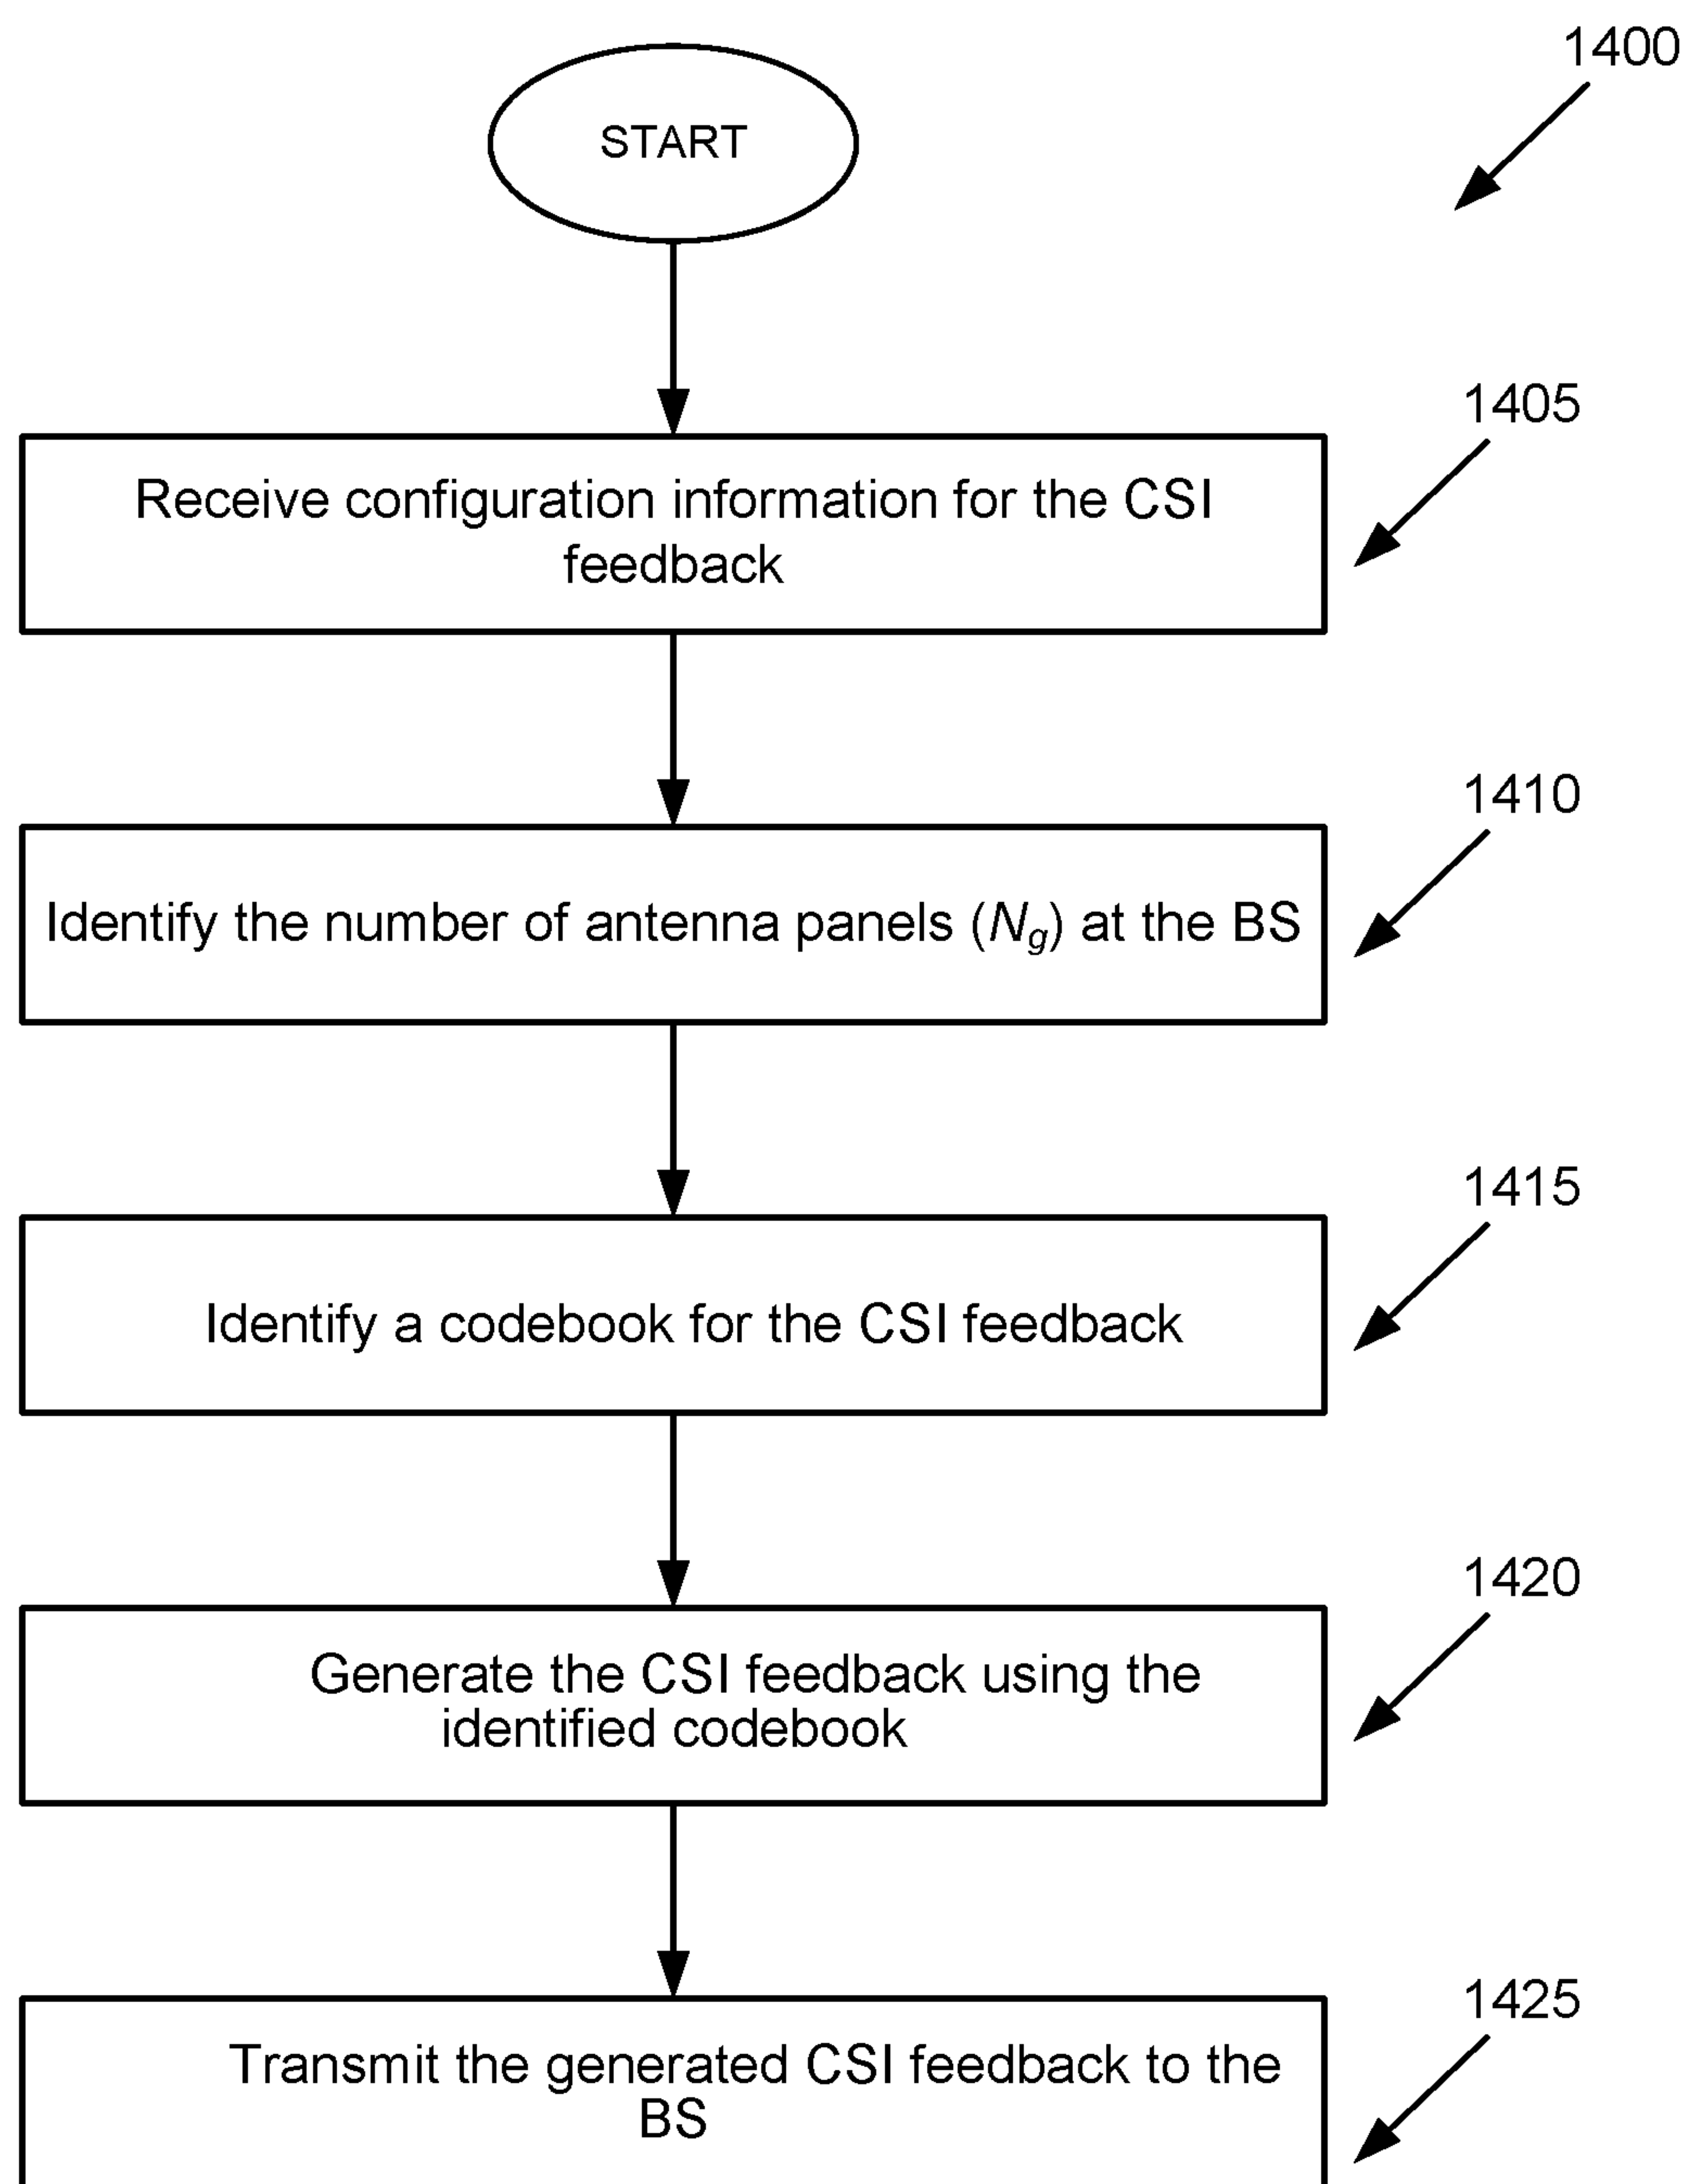 1400
START
1405
Receive configuration information for the CSI
feedback
1410
Identify the number of antenna panels (Ng) at the BS
1415
Identify a codebook for the CSI feedback
1420
Generate the CSI feedback using the
identified codebook
1425
Transmit the generated CSI feedback to the
BS